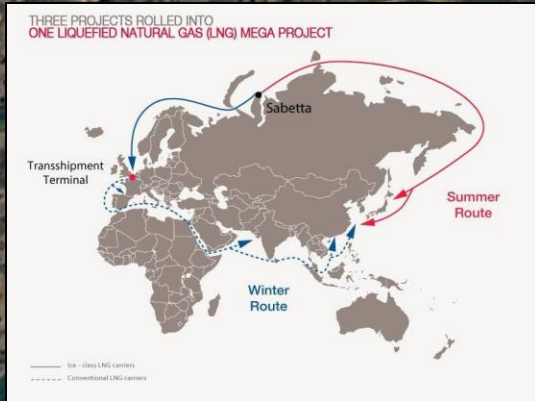 THREE PROJECTS ROLLED INTO
ONE LIQUEFIED NATURAL GAS (LNG) MEGA PROJECT
Sabetta
Transshipment
Terminal
Summer
Route
Winter
Route
Ice - class LNG carriers
Conventional LNG carriers